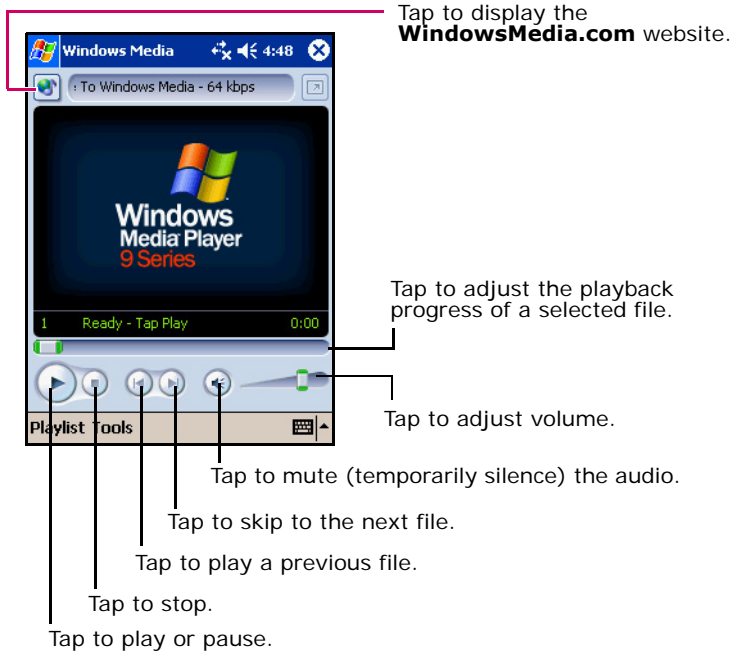 Tap to display the
WindowsMedia.com website.
Windows Media 4:48
: To Windows Media - 64 kbps
Windows
Media Player
9 Series
1 Ready - Tap Play 0:00
Tap to adjust the playback
progress of a selected file.
Playlist Tools
Tap to adjust volume.
Tap to mute (temporarily silence) the audio.
Tap to skip to the next file.
Tap to play a previous file.
Tap to stop.
Tap to play or pause.